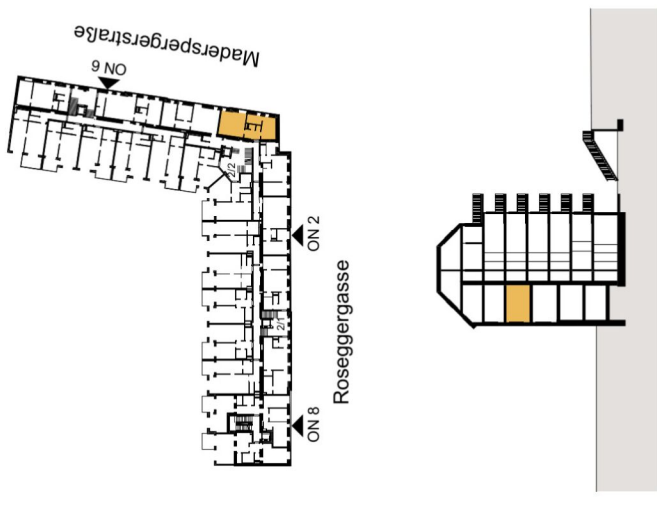 Maderspergerstraße
ON 9
2/2
ON 2
Roseggergasse
2/1
ON 8